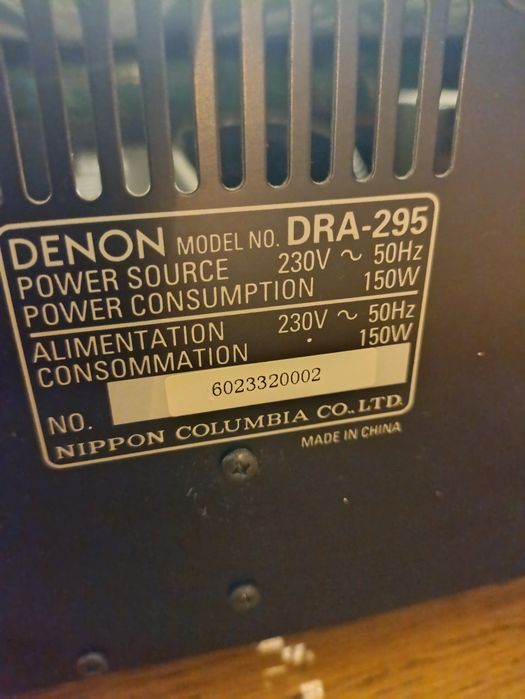 DENON MODEL NO. DRA-295
POWER SOURCE 230V ~ 50Hz
POWER CONSUMPTION 150W
ALIMENTATION 230V ~ 50Hz
CONSOMMATION 150W
NO. 6023320002
NIPPON COLUMBIA CO., LTD.
MADE IN CHINA